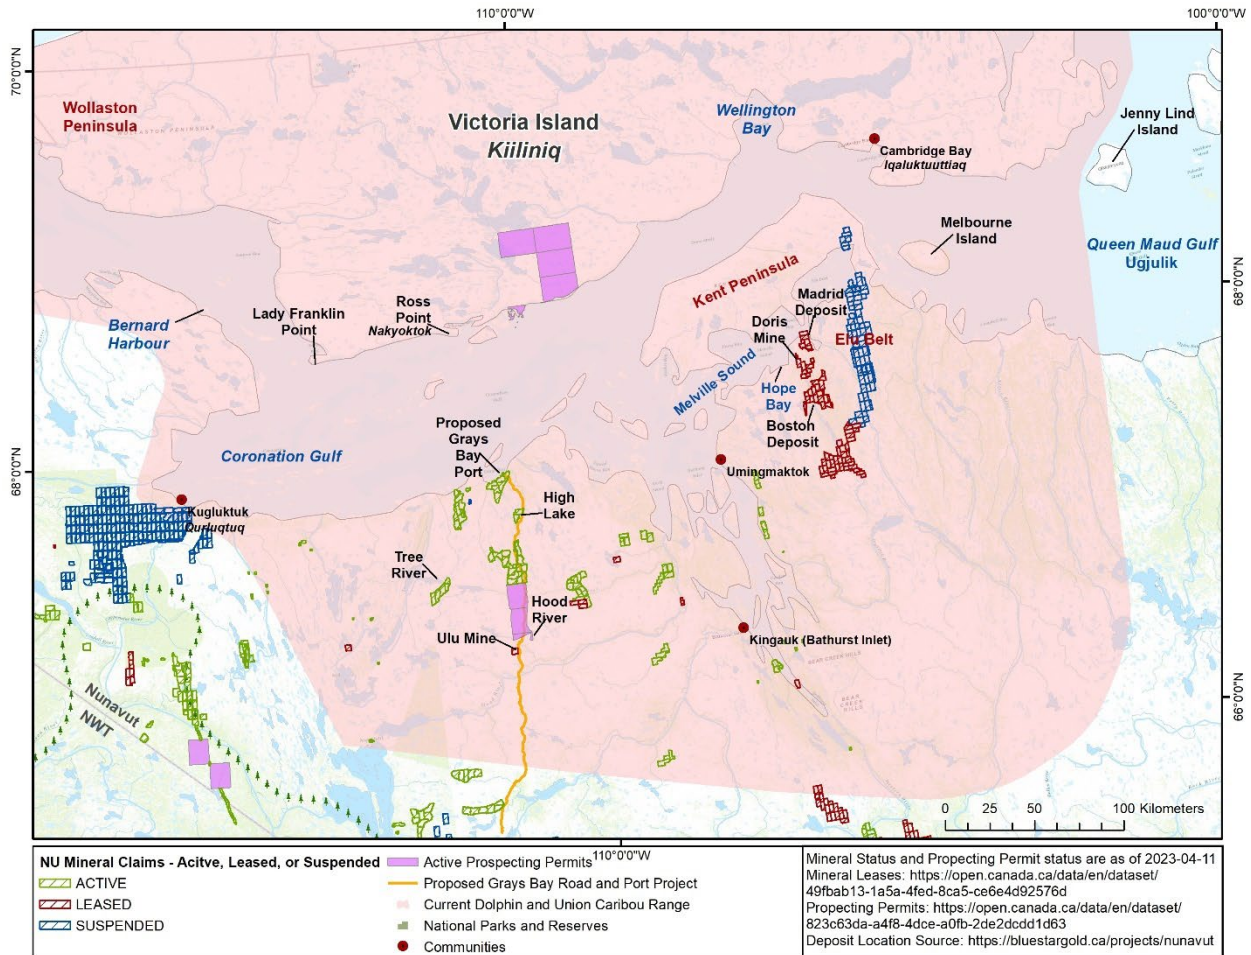 110°0'0"W
100°0'0"W
70°0'0"N
Wollaston
Peninsula
Victoria Island
Kiiliniq
Wellington
Bay
Jenny Lind
Island
Cambridge Bay
Iqaluktuuttiaq
Melbourne
Island
Queen Maud Gulf
Ugjulik
68°0'0"N
Kent Peninsula
Bernard
Harbour
Lady Franklin
Point
Ross
Point
Nakyoktok
Madrid
Deposit
Doris
Mine
Elu Belt
Melville Sound
Hope
Bay
Boston
Deposit
Proposed
Grays
Bay
Port
Coronation Gulf
68°0'0"N
Umingmaktok
Kugluktuk
Qurluqtuq
High
Lake
Tree
River
Hood
River
Ulu Mine
Kingauk (Bathurst Inlet)
BEAR CREEK HILLS
BEAR
CREEK
HILLS
Nunavut
NWT
66°0'0"N
0 25 50 100 Kilometers
110°0'0"W
NU Mineral Claims - Acitve, Leased, or Suspended
ACTIVE
LEASED
SUSPENDED
Active Prospecting Permits
Proposed Grays Bay Road and Port Project
Current Dolphin and Union Caribou Range
National Parks and Reserves
Communities
Mineral Status and Propecting Permit status are as of 2023-04-11
Mineral Leases: https://open.canada.ca/data/en/dataset/
49fbab13-1a5a-4fed-8ca5-ce6e4d92576d
Propecting Permits: https://open.canada.ca/data/en/dataset/
823c63da-a4f8-4dce-a0fb-2de2dcdd1d63
Deposit Location Source: https://bluestargold.ca/projects/nunavut